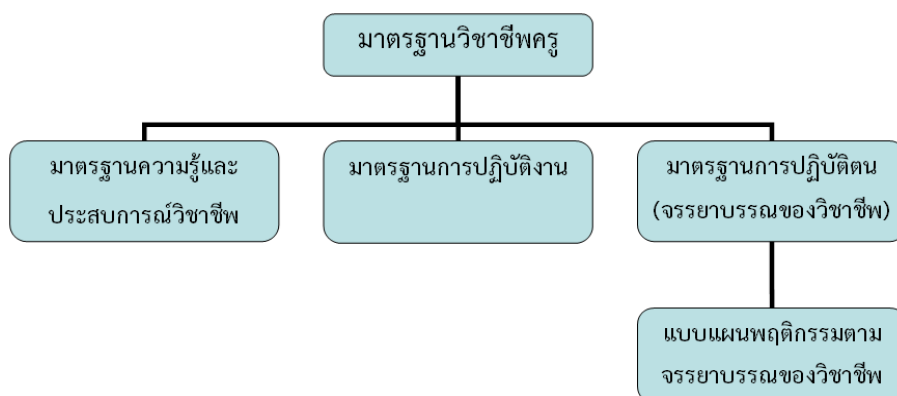 มาตรฐานวิชาชีพครู
มาตรฐานความรู้และ
ประสบการณ์วิชาชีพ
มาตรฐานการปฏิบัติงาน
มาตรฐานการปฏิบัติตน
(จรรยาบรรณของวิชาชีพ)
แบบแผนพฤติกรรมตาม
จรรยาบรรณของวิชาชีพ